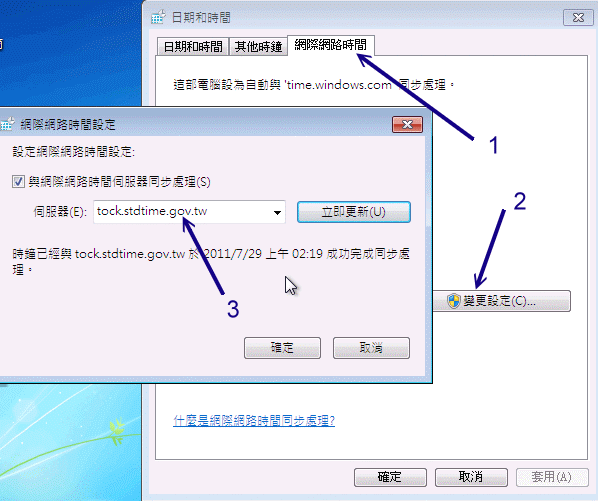 日期和時間
日期和時間
其他時鐘
網際網路時間
這部電腦設為自動與 'time.windows.com' 同步處理。
1
網際網路時間設定
設定網際網路時間設定:
與網際網路時間伺服器同步處理(S)
伺服器(E):
tock.stdtime.gov.tw
立即更新(U)
時鐘已經與 tock.stdtime.gov.tw 於 2011/7/29 上午 02:19 成功完成同步處
理。
3
確定
取消
2
變更設定(C)...
什麼是網際網路時間同步處理?
確定
取消
套用(A)